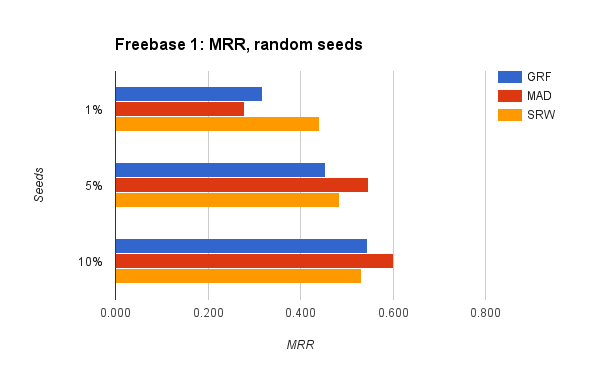 Freebase 1: MRR, random seeds
GRF
MAD
SRW
1%
5%
10%
Seeds
0.000 0.200 0.400 0.600 0.800
MRR